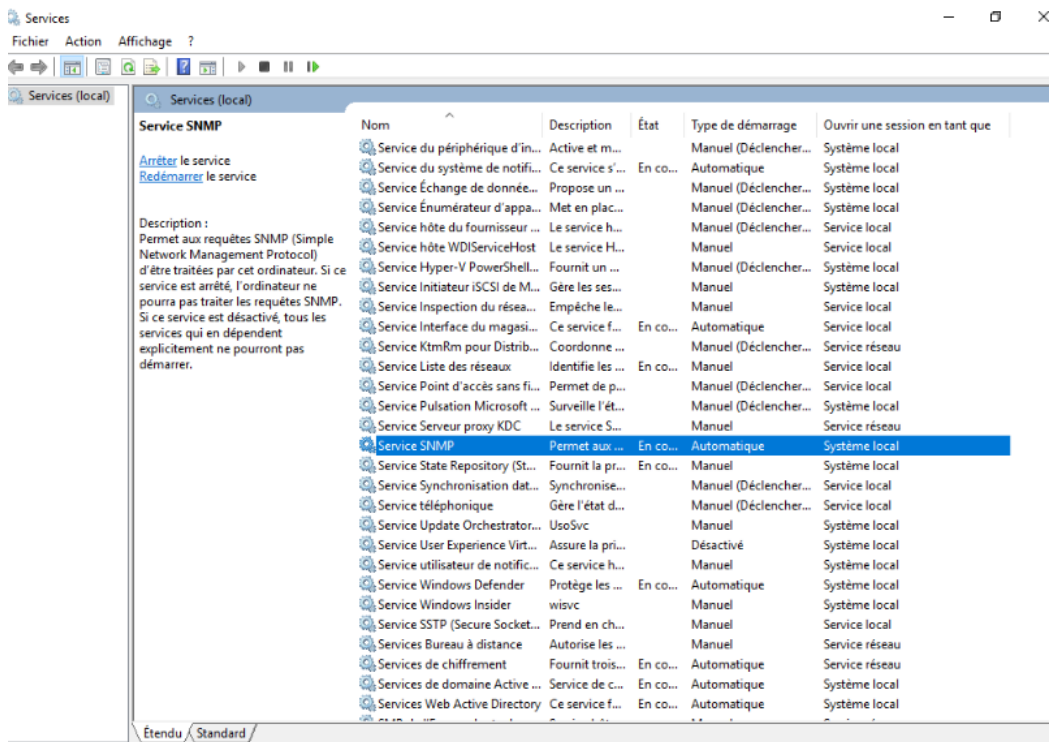 Services
Fichier Action Affichage ?
Services (local)
Services (local)
Service SNMP
Arrêter le service
Redémarrer le service
Description :
Permet aux requêtes SNMP (Simple
Network Management Protocol)
d'être traitées par cet ordinateur. Si ce
service est arrêté, l'ordinateur ne
pourra pas traiter les requêtes SNMP.
Si ce service est désactivé, tous les
services qui en dépendent
explicitement ne pourront pas
démarrer.
Nom Description État Type de démarrage Ouvrir une session en tant que
Service du périphérique d'in... Active et m... Manuel (Déclencher... Système local
Service du système de notifi... Ce service s'... En co... Automatique Système local
Service Échange de donnée... Propose un ... Manuel (Déclencher... Système local
Service Énumérateur d'appa... Met en plac... Manuel (Déclencher... Système local
Service hôte du fournisseur ... Le service h... Manuel (Déclencher... Service local
Service hôte WDIServiceHost Le service H... Manuel Service local
Service Hyper-V PowerShell... Fournit un ... Manuel (Déclencher... Système local
Service Initiateur iSCSI de M... Gère les ses... Manuel Système local
Service Inspection du résea... Empêche le... Manuel Service local
Service Interface du magasi... Ce service f... En co... Automatique Service local
Service KtmRm pour Distrib... Coordonne ... Manuel (Déclencher... Service réseau
Service Liste des réseaux Identifie les ... En co... Manuel Service local
Service Point d'accès sans fi... Permet de p... Manuel (Déclencher... Service local
Service Pulsation Microsoft ... Surveille l'ét... Manuel (Déclencher... Système local
Service Serveur proxy KDC Le service S... Manuel Service réseau
Service SNMP Permet aux ... En co... Automatique Système local
Service State Repository (St... Fournit la pr... En co... Manuel Système local
Service Synchronisation dat... Synchronise... Manuel (Déclencher... Service local
Service téléphonique Gère l'état d... Manuel (Déclencher... Service local
Service Update Orchestrator... UsoSvc Manuel Système local
Service User Experience Virt... Assure la pri... Désactivé Système local
Service utilisateur de notific... Ce service h... Manuel Système local
Service Windows Defender Protège les ... En co... Automatique Système local
Service Windows Insider wisvc Manuel Système local
Service SSTP (Secure Socket... Prend en ch... Manuel Service local
Services Bureau à distance Autorise les ... Manuel Service réseau
Services de chiffrement Fournit trois... En co... Automatique Service réseau
Services de domaine Active ... Service de c... En co... Automatique Système local
Services Web Active Directory Ce service f... En co... Automatique Système local
Étendu Standard